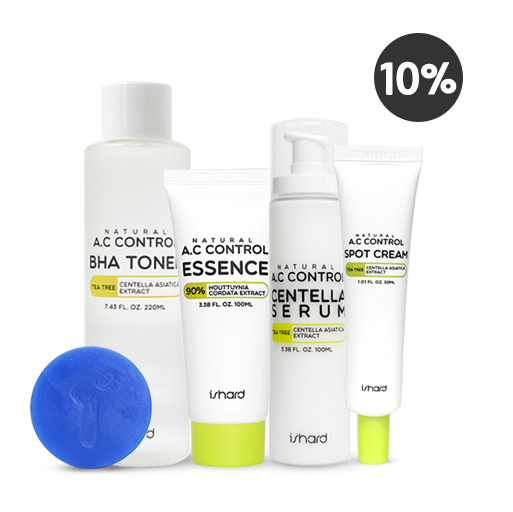 10%
NATURAL
A.C CONTROL
BHA TONE
TEA TREE
CENTELLA ASIATICA
EXTRACT
7.43 FL. OZ. 220ML
ishard
NATURAL
A.C CONTROL
ESSENCE
90%
HOUTTUYNIA
CORDATA EXTRACT
3.38 FL. OZ. 100ML
ishard
NATURAL
A.C CONTROL
CENTELLA
SERUM
TEA TREE
CENTELLA ASIATICA
EXTRACT
3.38 FL. OZ. 100ML
ishard
NATURAL
A.C CONTROL
SPOT CREAM
TEA TREE
CENTELLA ASIATICA
EXTRACT
1.01 FL. OZ. 30ML
ishard